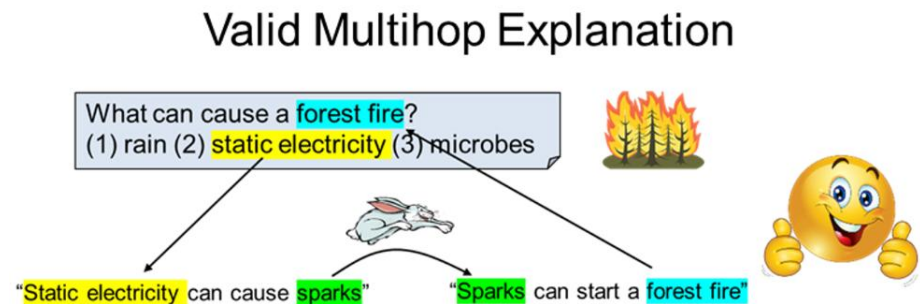 Valid Multihop Explanation
What can cause a forest fire?
(1) rain (2) static electricity (3) microbes
“Static electricity can cause sparks”
“Sparks can start a forest fire”